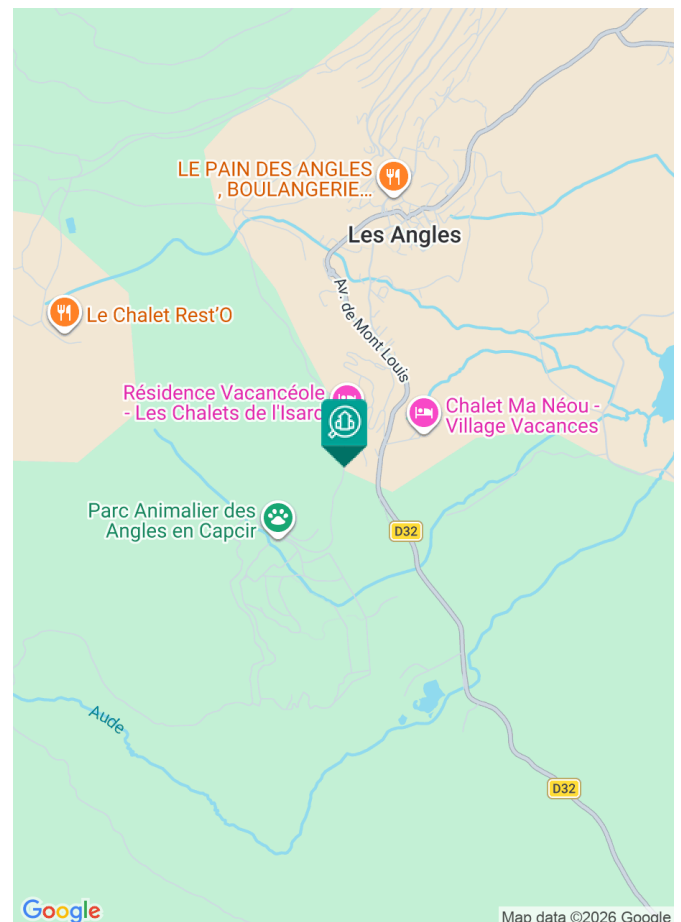 LE PAIN DES ANGLES
, BOULANGERIE...
Les Angles
Av. de Mont Louis
Le Chalet Rest'O
Résidence Vacancéole
- Les Chalets de l'Isard
Chalet Ma Néou -
Village Vacances
Parc Animalier des
Angles en Capcir
D32
Aude
D32
Google
Map data ©2026 Google